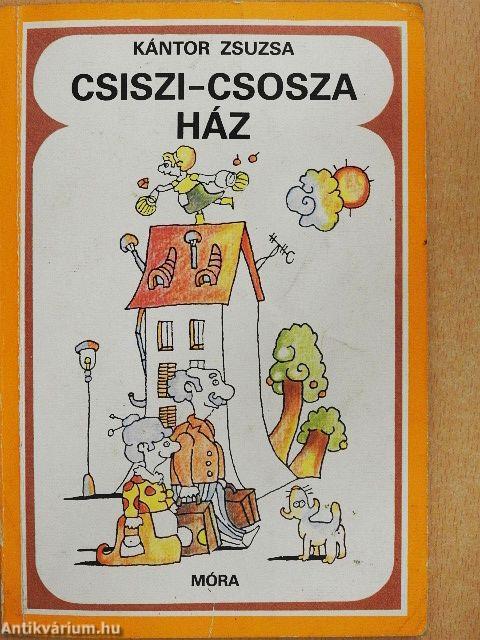 KÁNTOR ZSUZSA
CSISZI-CSOSZA
HÁZ
MÓRA
Antikvárium.hu